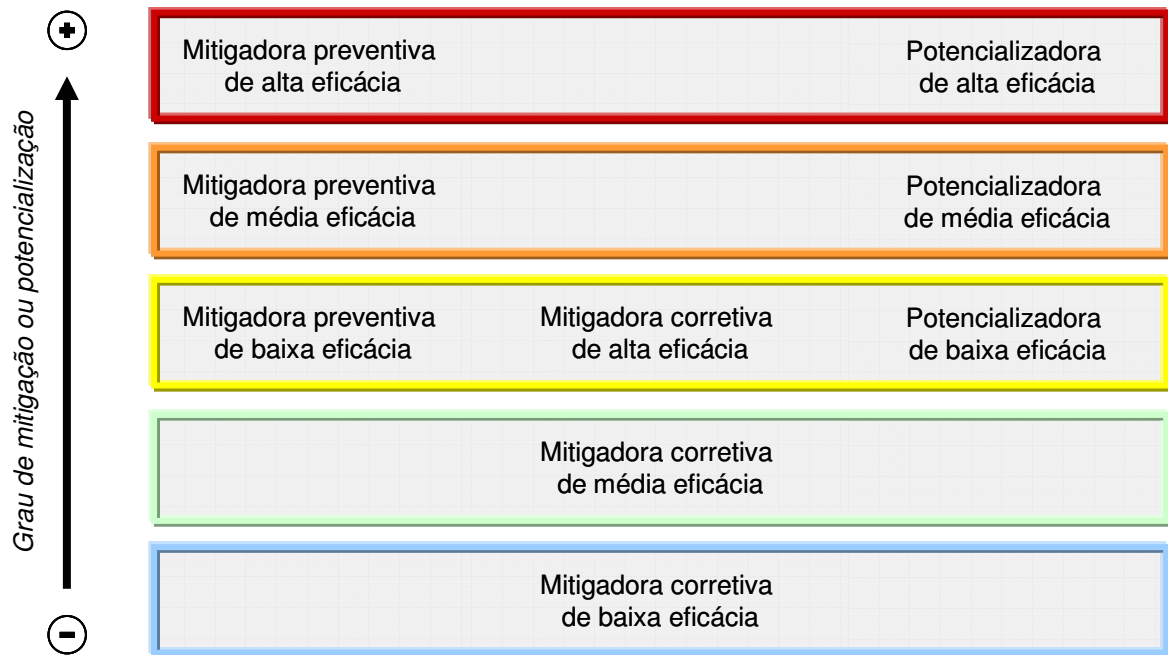 +
Grau de mitigação ou potencialização
Mitigadora preventiva
de alta eficácia
Potencializadora
de alta eficácia
Mitigadora preventiva
de média eficácia
Potencializadora
de média eficácia
Mitigadora preventiva
de baixa eficácia
Mitigadora corretiva
de alta eficácia
Potencializadora
de baixa eficácia
Mitigadora corretiva
de média eficácia
Mitigadora corretiva
de baixa eficácia
-